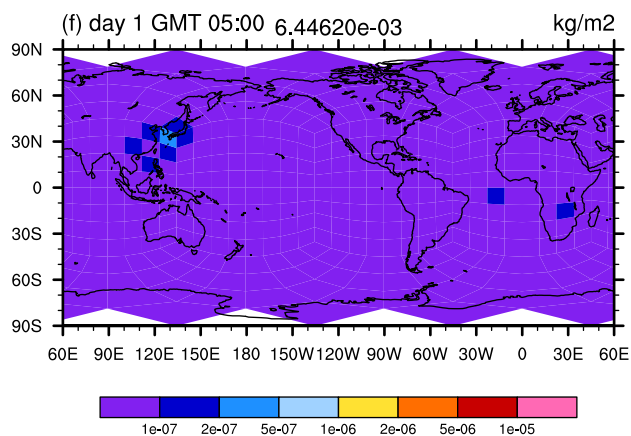 (f) day 1 GMT 05:00 6.44620e-03 kg/m2
90N
60N
30N
0
30S
60S
90S
60E 90E 120E 150E 180 150W 120W 90W 60W 30W 0 30E 60E
1e-07 2e-07 5e-07 1e-06 2e-06 5e-06 1e-05